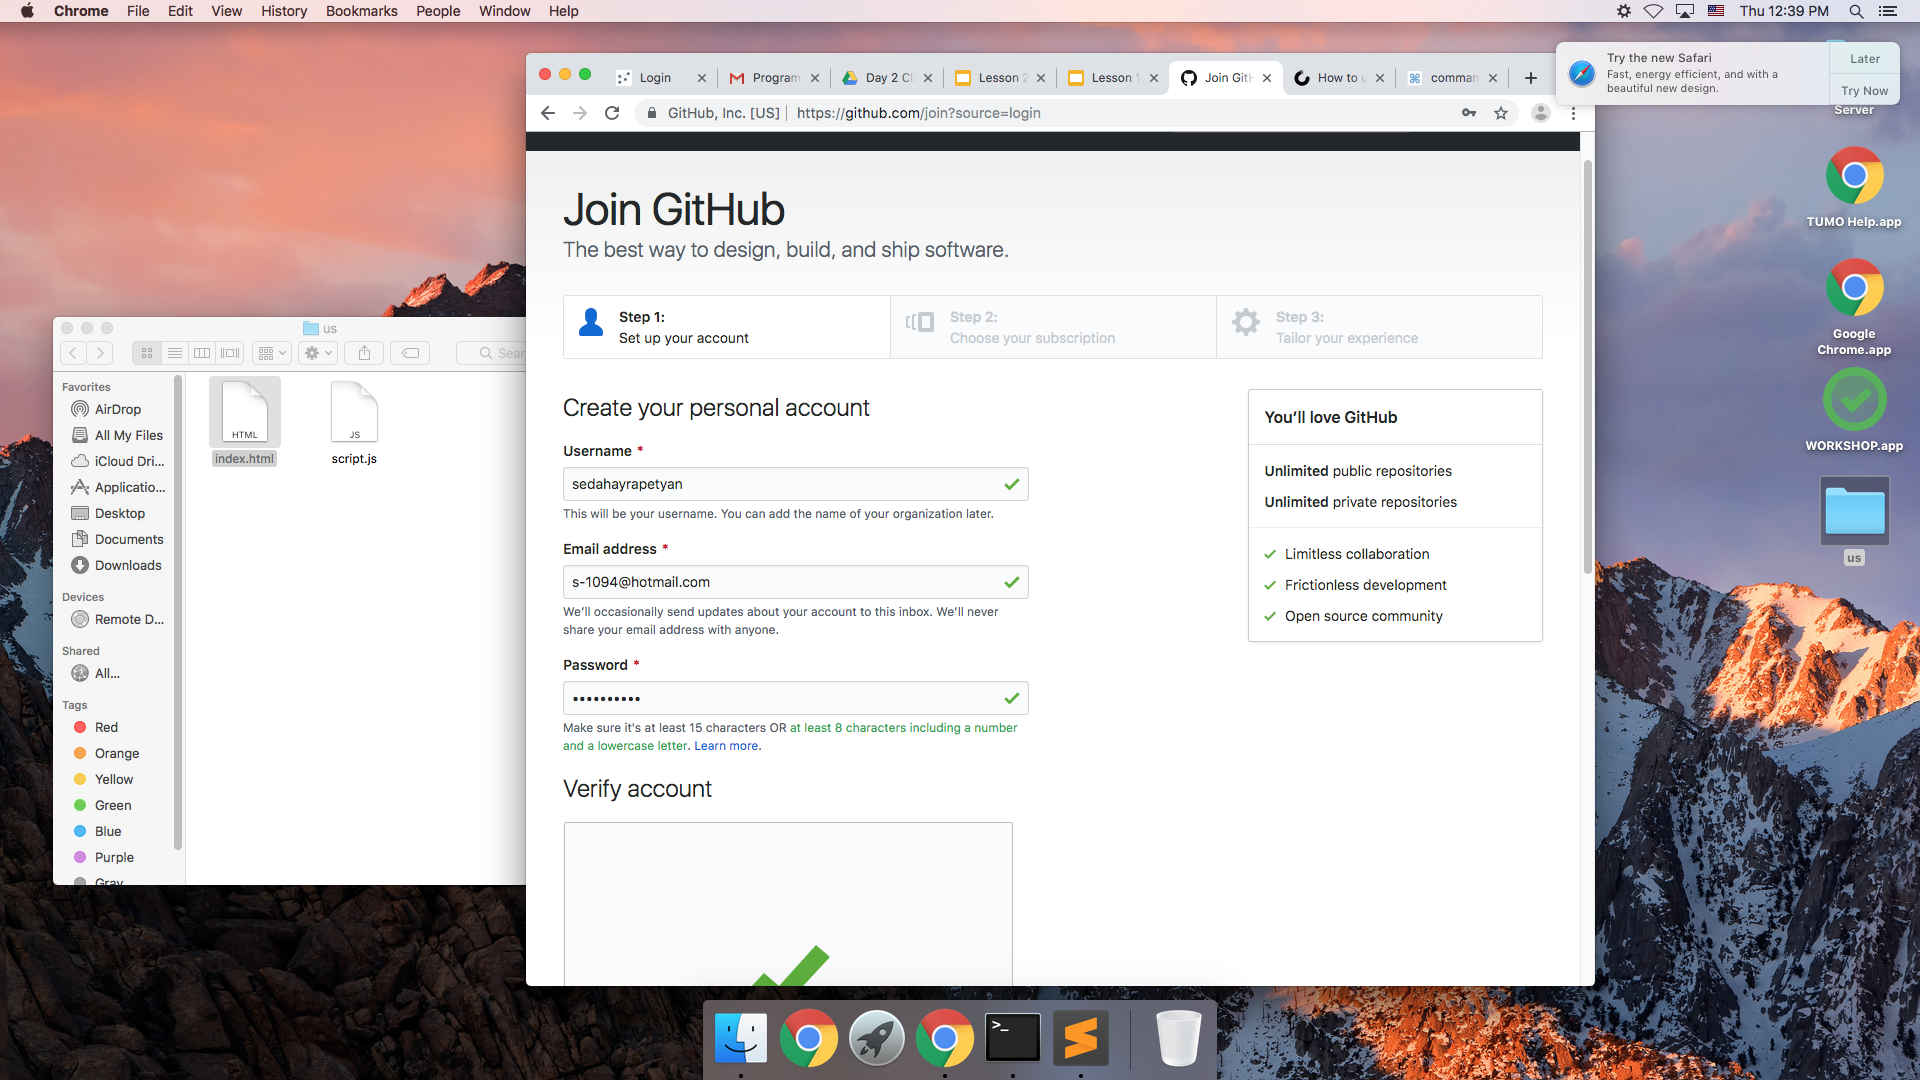 Chrome File Edit View History Bookmarks People Window Help
Thu 12:39 PM
Login
Program
Day 2 Cl
Lesson 2
Lesson 1
Join GitH
How to u
comman
GitHub, Inc. [US] https://github.com/join?source=login
Try the new Safari
Fast, energy efficient, and with a
beautiful new design.
Later
Try Now
Server
TUMO Help.app
Google
Chrome.app
WORKSHOP.app
us
us
Sear
Favorites
AirDrop
All My Files
iCloud Dri...
Applicatio...
Desktop
Documents
Downloads
Devices
Remote D...
Shared
All...
Tags
Red
Orange
Yellow
Green
Blue
Purple
Gray
HTML
index.html
JS
script.js
Join GitHub
The best way to design, build, and ship software.
Step 1:
Set up your account
Step 2:
Choose your subscription
Step 3:
Tailor your experience
Create your personal account
Username *
sedahayrapetyan
This will be your username. You can add the name of your organization later.
Email address *
s-1094@hotmail.com
We'll occasionally send updates about your account to this inbox. We'll never
share your email address with anyone.
Password *
••••••••••
Make sure it's at least 15 characters OR at least 8 characters including a number
and a lowercase letter. Learn more.
Verify account
You'll love GitHub
Unlimited public repositories
Unlimited private repositories
Limitless collaboration
Frictionless development
Open source community